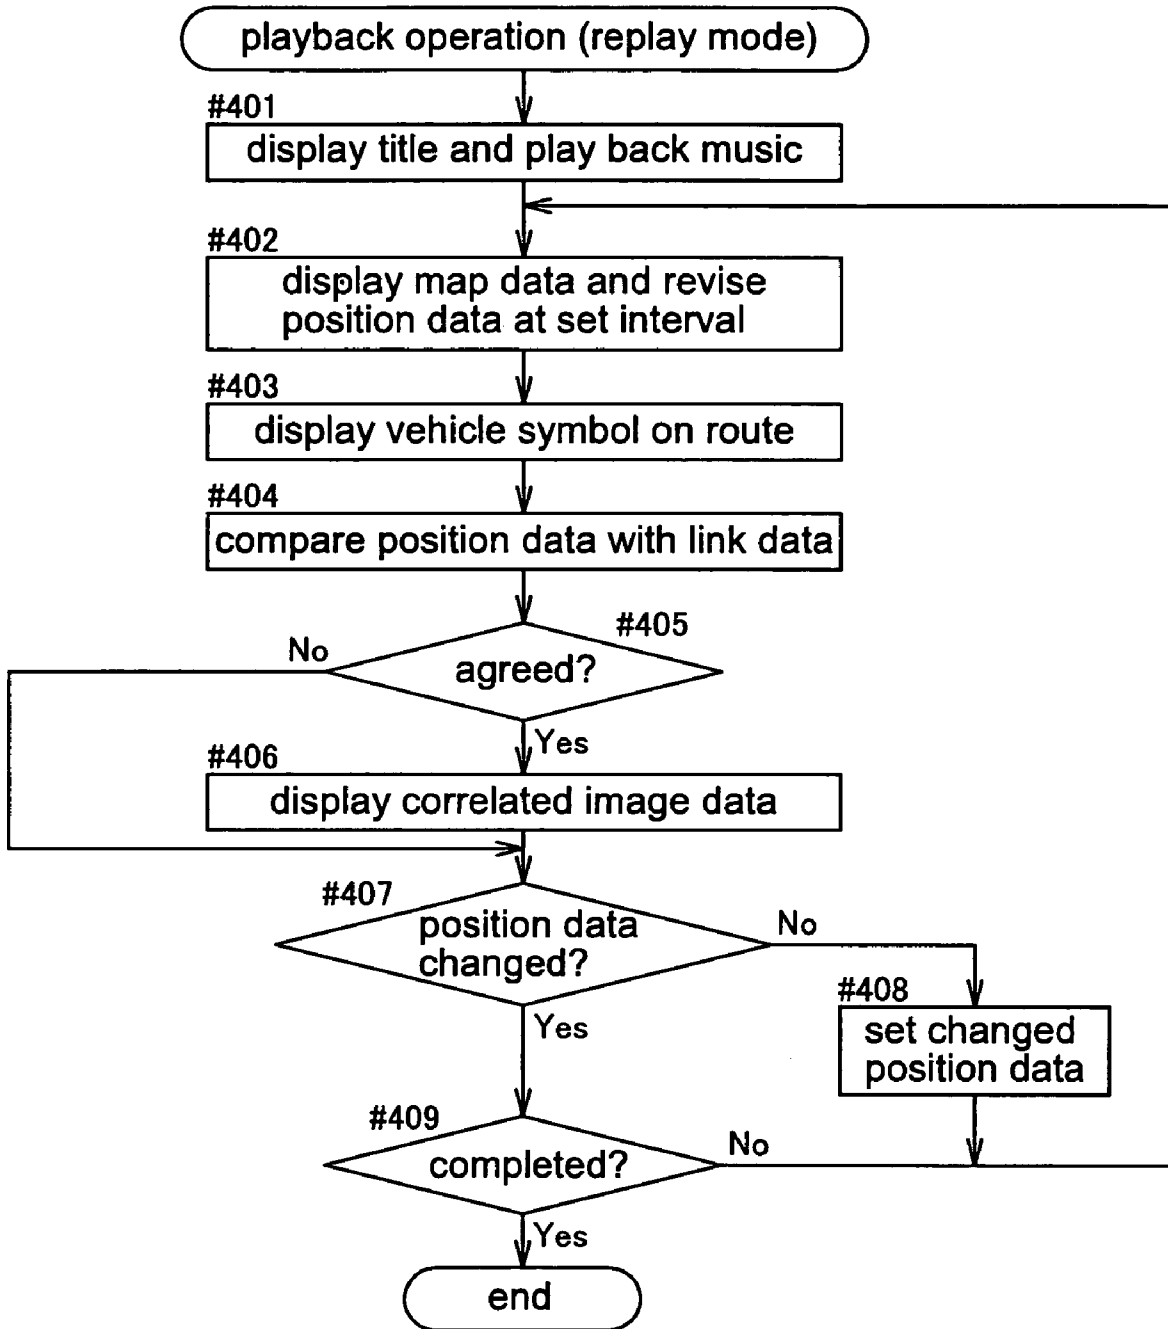 playback operation (replay mode)
#401
display title and play back music
#402
display map data and revise
position data at set interval
#403
display vehicle symbol on route
#404
compare position data with link data
#405
No
agreed?
Yes
#406
display correlated image data
#407
position data
changed?
No
#408
set changed
position data
Yes
#409
completed?
No
Yes
end